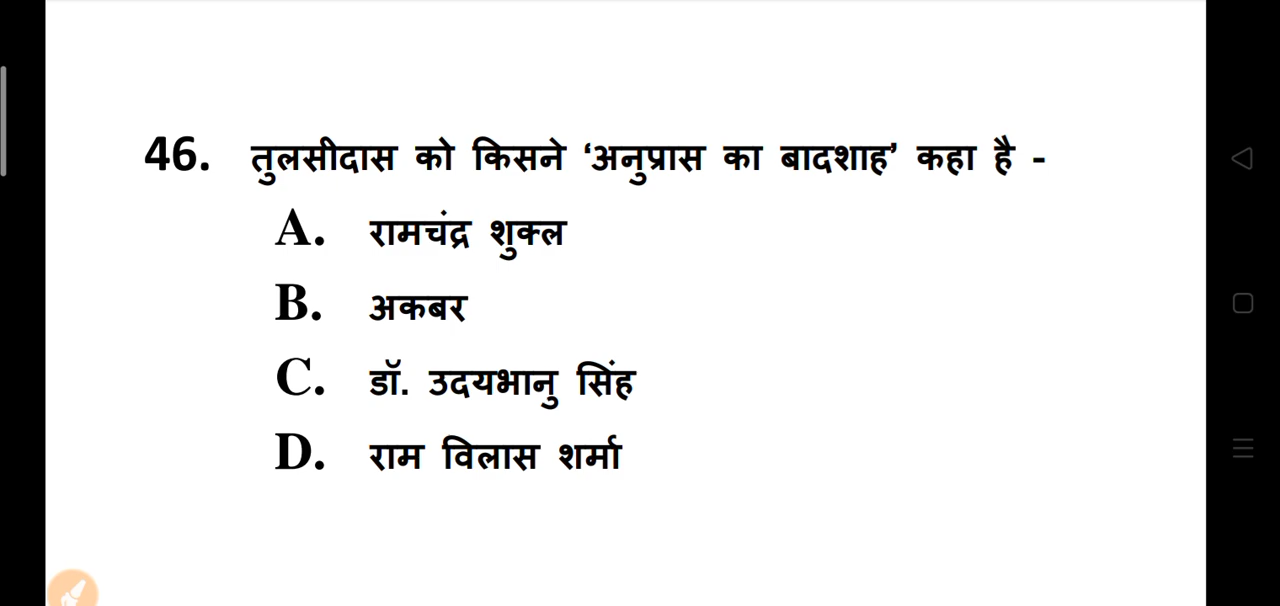 46. तुलसीदास को किसने ‘अनुप्रास का बादशाह’ कहा है -
A. रामचंद्र शुक्ल
B. अकबर
C. डॉ. उदयभानु सिंह
D. राम विलास शर्मा